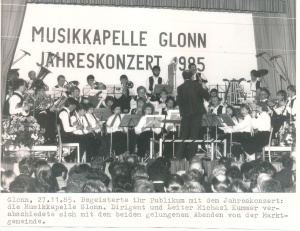 MUSIKKAPELLE GLONN
JAHRESKONZERT 1985
Glonn, 27.11.85. Begeisterte ihr Publikum mit dem Jahreskonzert:
die Musikkapelle Glonn. Dirigent und Leiter Michael Kummer ver-
abschiedete sich mit den beiden gelungenen Abenden von der Markt-
gemeinde.